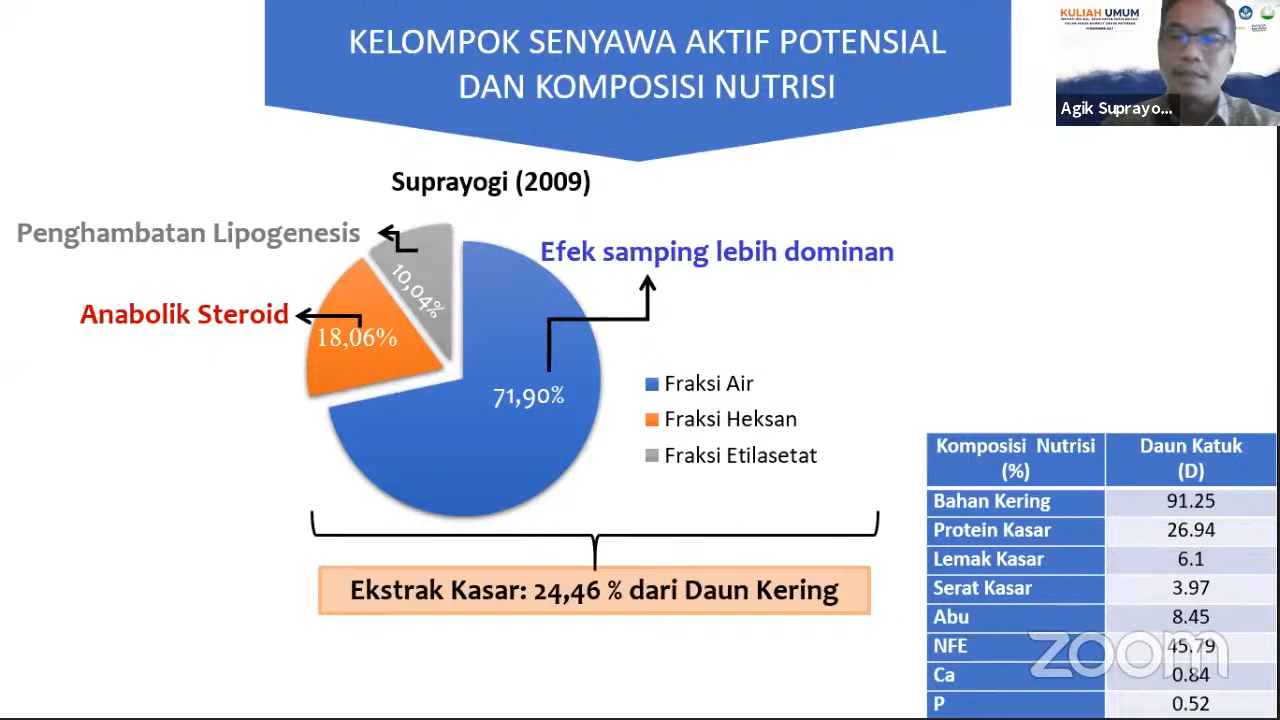 KELOMPOK SENYAWA AKTIF POTENSIAL
DAN KOMPOSISI NUTRISI
KULIAH UMUM
Agik Suprayo...
Suprayogi (2009)
Penghambatan Lipogenesis
Efek samping lebih dominan
Anabolik Steroid
10,04%
18,06%
71,90%
Fraksi Air
Fraksi Heksan
Fraksi Etilasetat
Ekstrak Kasar: 24,46 % dari Daun Kering
Komposisi Nutrisi (%) Daun Katuk (D)
Bahan Kering 91.25
Protein Kasar 26.94
Lemak Kasar 6.1
Serat Kasar 3.97
Abu 8.45
NFE 45.79
Ca 0.84
P 0.52
zoom